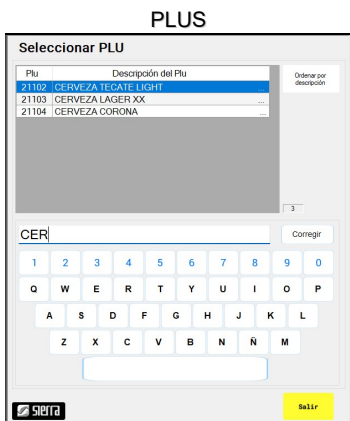 PLUS
Seleccionar PLU
Plu Descripción del Plu
21102 CERVEZA TECATE LIGHT ...
21103 CERVEZA LAGER XX ...
21104 CERVEZA CORONA ...
Ordenar por
descripción
3
CER
Corregir
1 2 3 4 5 6 7 8 9 0
Q W E R T Y U I O P
A S D F G H J K L
Z X C V B N Ñ M
sierra
Salir